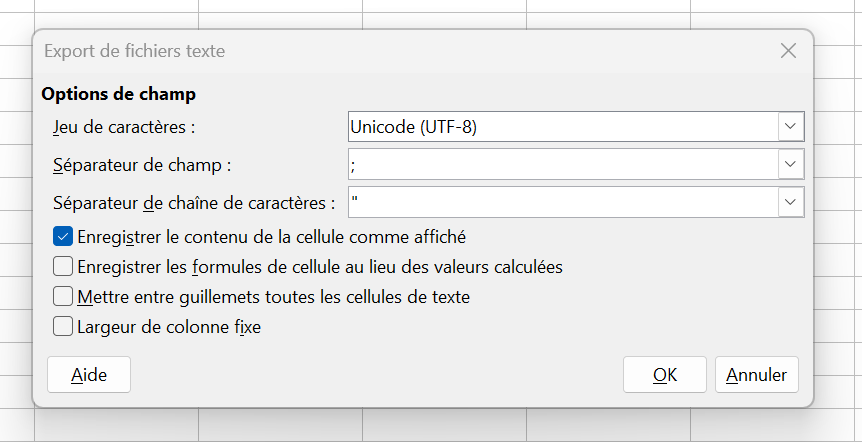 Export de fichiers texte
Options de champ
Jeu de caractères : Unicode (UTF-8)
Séparateur de champ : ;
Séparateur de chaîne de caractères : "
Enregistrer le contenu de la cellule comme affiché
Enregistrer les formules de cellule au lieu des valeurs calculées
Mettre entre guillemets toutes les cellules de texte
Largeur de colonne fixe
Aide OK Annuler